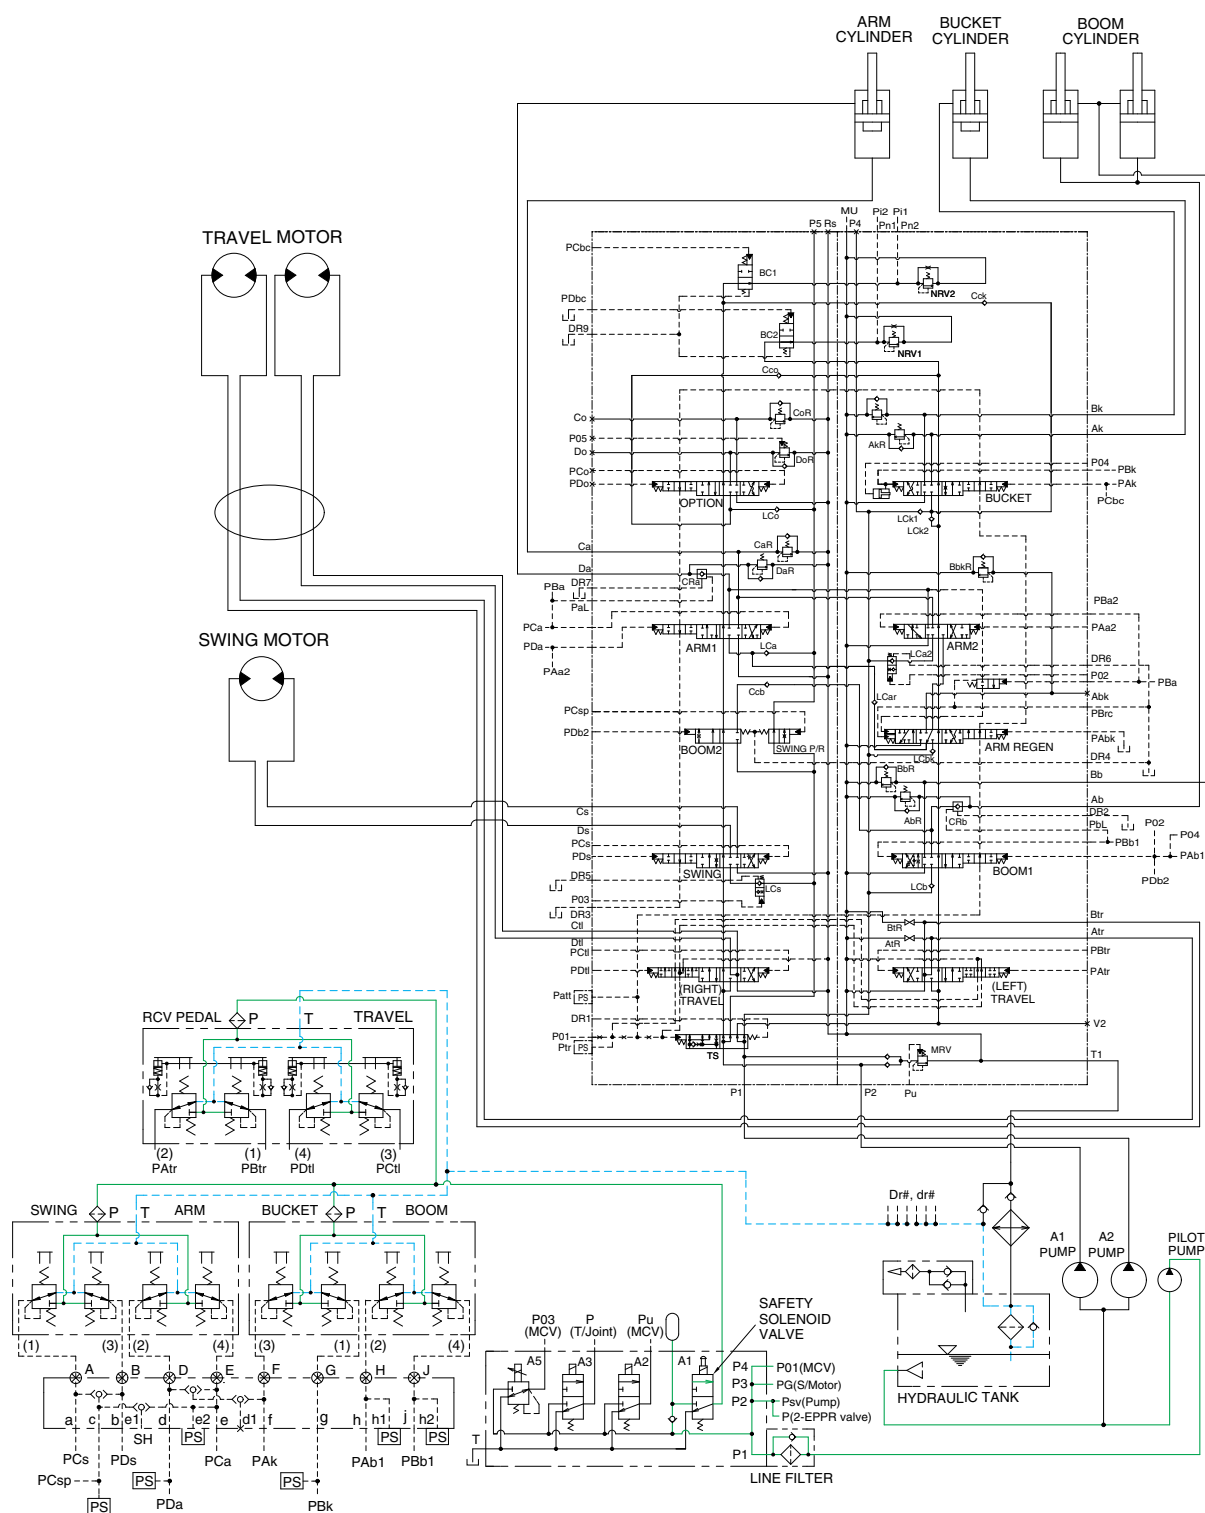 ARM
CYLINDER
BUCKET
CYLINDER
BOOM
CYLINDER
TRAVEL MOTOR
SWING MOTOR
P5 Rs
MU
P4
Pi2 Pi1
Pn1
Pn2
PCbc
BC1
NRV2
Cck
PDbc
DR9
BC2
NRV1
Cco
Co
CoR
P05
Do
DoR
PCo
PDo
OPTION
LCo
Bk
Ak
AkR
P04
PBk
PAk
PCbc
BUCKET
LCk1
LCk2
Ca
CaR
Da
DaR
DR7
CRa
PBa
PaL
PCa
PDa
PAa2
ARM1
LCa
BbkR
PBa2
PAa2
ARM2
LCa2
DR6
P02
PBa
Ccb
LCar
Abk
PCsp
PBrc
PDb2
BOOM2
SWING P/R
ARM REGEN
PAbk
LCbk
DR4
BbR
Bb
Ab
AbR
CRb
DR2
PbL
P02
P04
PBb1
PAb1
PDb2
Cs
Ds
PCs
PDs
SWING
BOOM1
DR5
LCs
LCb
P03
DR3
Ctl
Dtl
PCtl
PDtl
(RIGHT)
TRAVEL
Btr
BtR
Atr
AtR
PBtr
PAtr
(LEFT)
TRAVEL
Patt
PS
DR1
P01
Ptr
PS
TS
V2
MRV
T1
P1
P2
Pu
RCV PEDAL
P
T
TRAVEL
(2)
(1)
(4)
(3)
PAtr
PBtr
PDtl
PCtl
SWING
P
T
ARM
BUCKET
P
T
BOOM
(1)
(3)
(2)
(4)
(3)
(1)
(2)
(4)
A
B
D
E
F
G
H
J
a
c
b
e1
d
e2
e
d1
f
g
h
h1
j
h2
SH
PS
PS
PS
PCs
PDs
PCa
PAk
PAb1
PBb1
PCsp
PS
PS
PS
PDa
PBk
Dr#, dr#
A1
PUMP
A2
PUMP
PILOT
PUMP
HYDRAULIC TANK
SAFETY
SOLENOID
VALVE
P03
(MCV)
P
(T/Joint)
Pu
(MCV)
A5
A3
A2
A1
P4
P01(MCV)
P3
PG(S/Motor)
P2
Psv(Pump)
P(2-EPPR valve)
T
P1
LINE FILTER